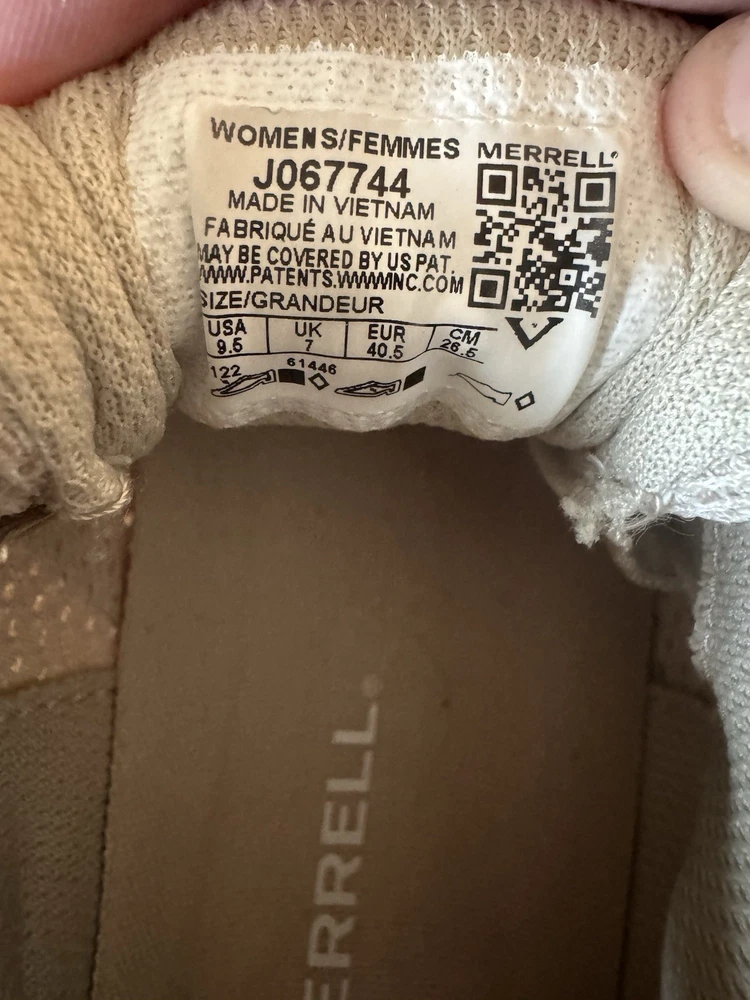 WOMENS/FEMMES
MERRELL®
J067744
MADE IN VIETNAM
FABRIQUÉ AU VIETNAM
MAY BE COVERED BY US PAT.
WWW.PATENTS.WWWINC.COM
SIZE/GRANDEUR
USA UK EUR CM
9.5 7 40.5 26.5
122 61446
ERRELL®